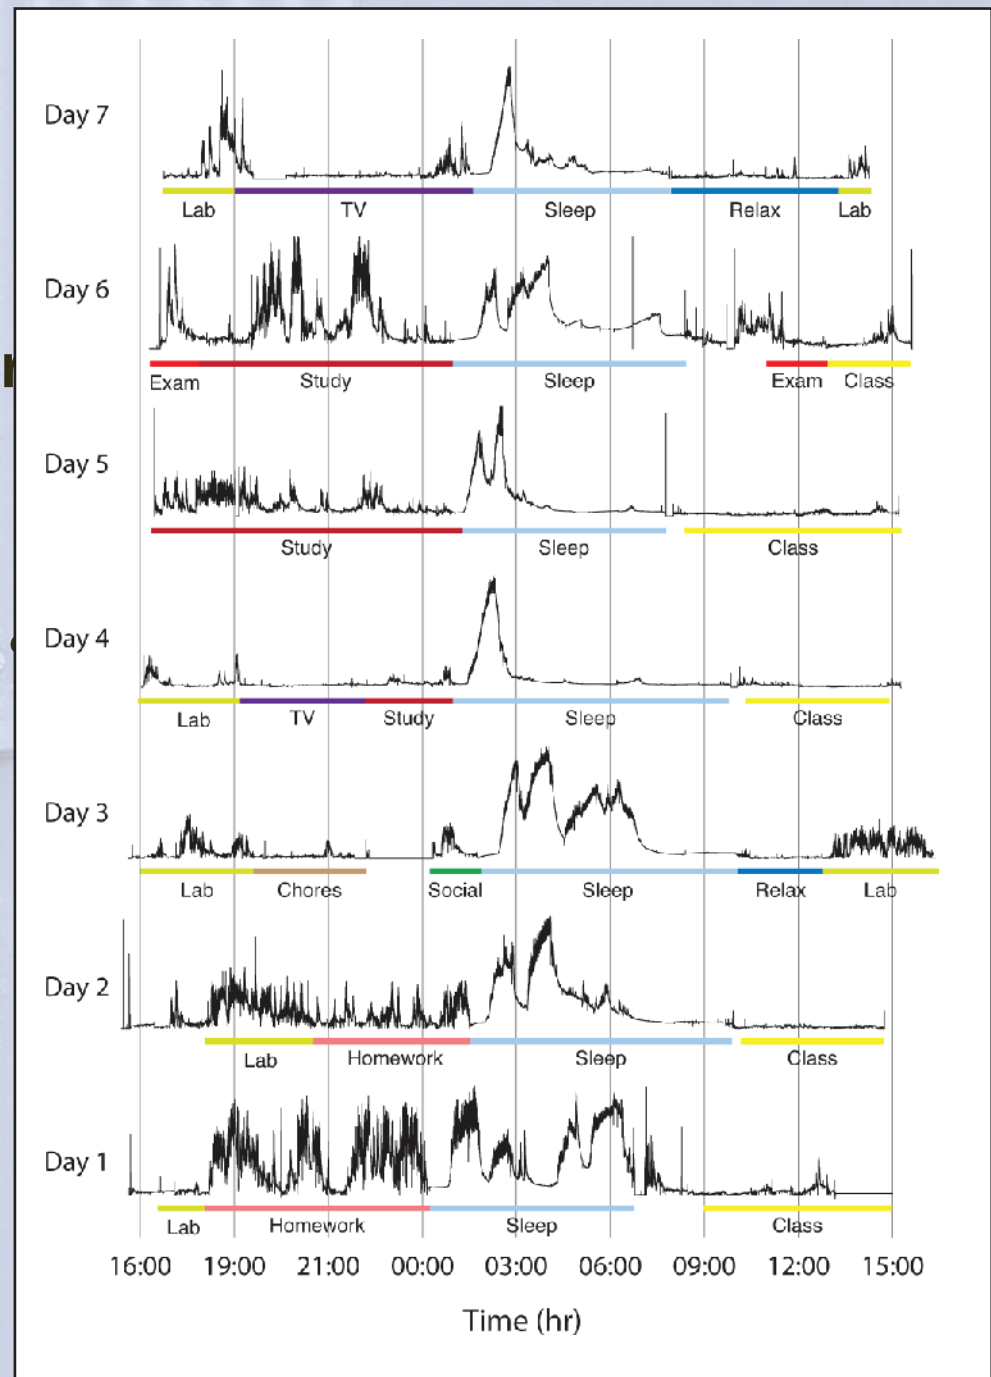 Day 7
Lab TV Sleep Relax Lab
Day 6
Exam Study Sleep Exam Class
Day 5
Study Sleep Class
Day 4
Lab TV Study Sleep Class
Day 3
Lab Chores Social Sleep Relax Lab
Day 2
Lab Homework Sleep Class
Day 1
Lab Homework Sleep Class
16:00 19:00 21:00 00:00 03:00 06:00 09:00 12:00 15:00
Time (hr)